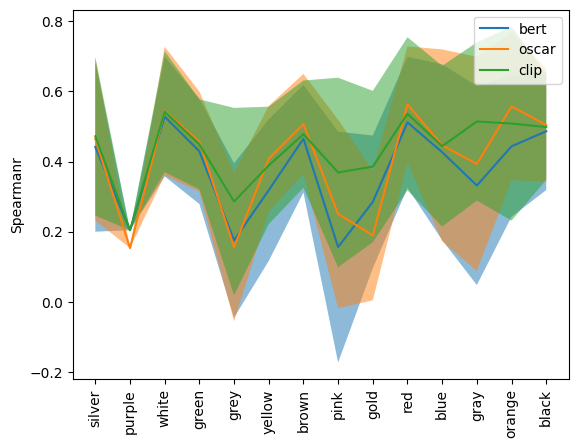 bert
oscar
clip
0.8
0.6
0.4
0.2
0.0
−0.2
Spearmanr
silver
purple
white
green
grey
yellow
brown
pink
gold
red
blue
gray
orange
black